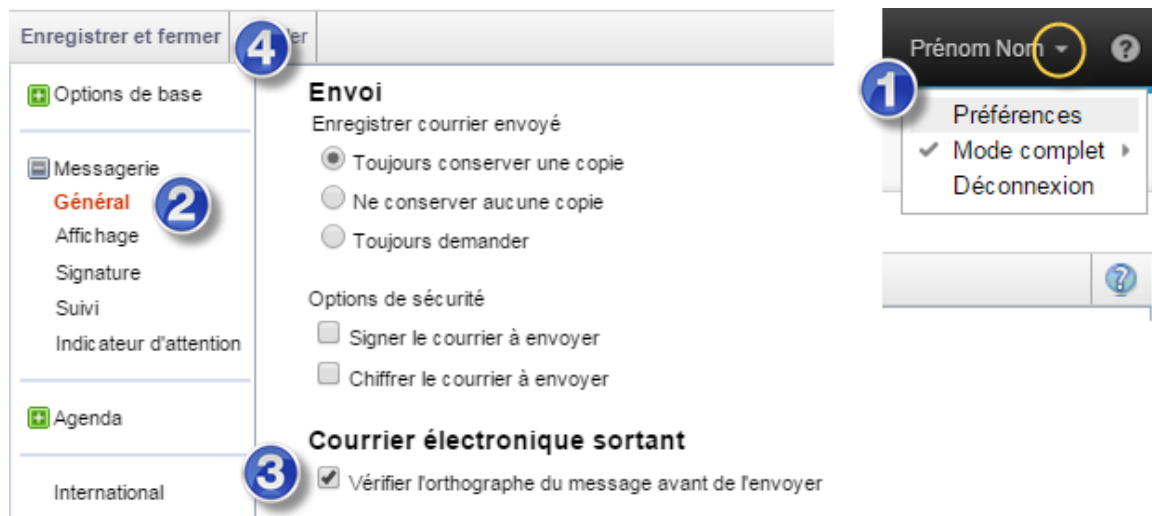 Enregistrer et fermer
4
Options de base
Messagerie
Général
2
Affichage
Signature
Suivi
Indicateur d'attention
Agenda
International
Envoi
Enregistrer courrier envoyé
Toujours conserver une copie
Ne conserver aucune copie
Toujours demander
Options de sécurité
Signer le courrier à envoyer
Chiffrer le courrier à envoyer
Courrier électronique sortant
3
Vérifier l'orthographe du message avant de l'envoyer
Prénom Nom
?
1
Préférences
Mode complet
Déconnexion
?